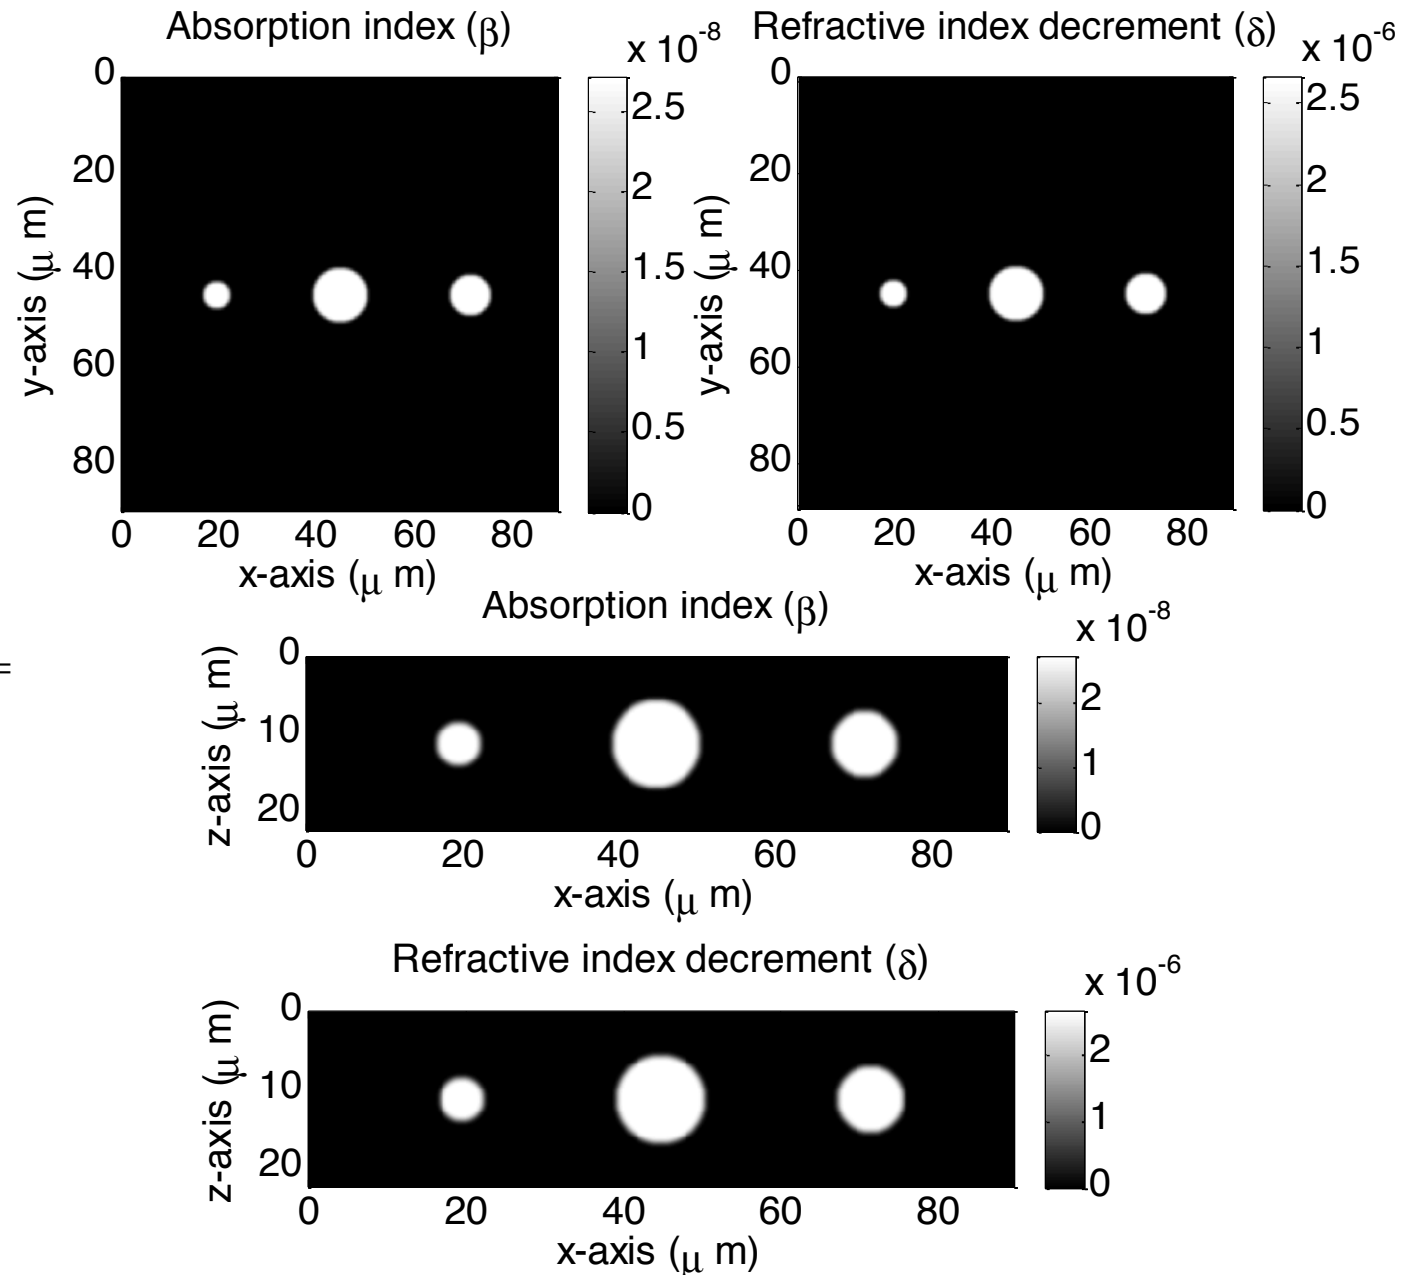 Absorption index (β)
x 10-8
0
20
40
60
80
y-axis (μ m)
0 20 40 60 80
x-axis (μ m)
2.5
2
1.5
1
0.5
0
Refractive index decrement (δ)
x 10-6
0
20
40
60
80
y-axis (μ m)
0 20 40 60 80
x-axis (μ m)
2.5
2
1.5
1
0.5
0
=
Absorption index (β)
x 10-8
0
10
20
z-axis (μ m)
0 20 40 60 80
x-axis (μ m)
2
1
0
Refractive index decrement (δ)
x 10-6
0
10
20
z-axis (μ m)
0 20 40 60 80
x-axis (μ m)
2
1
0